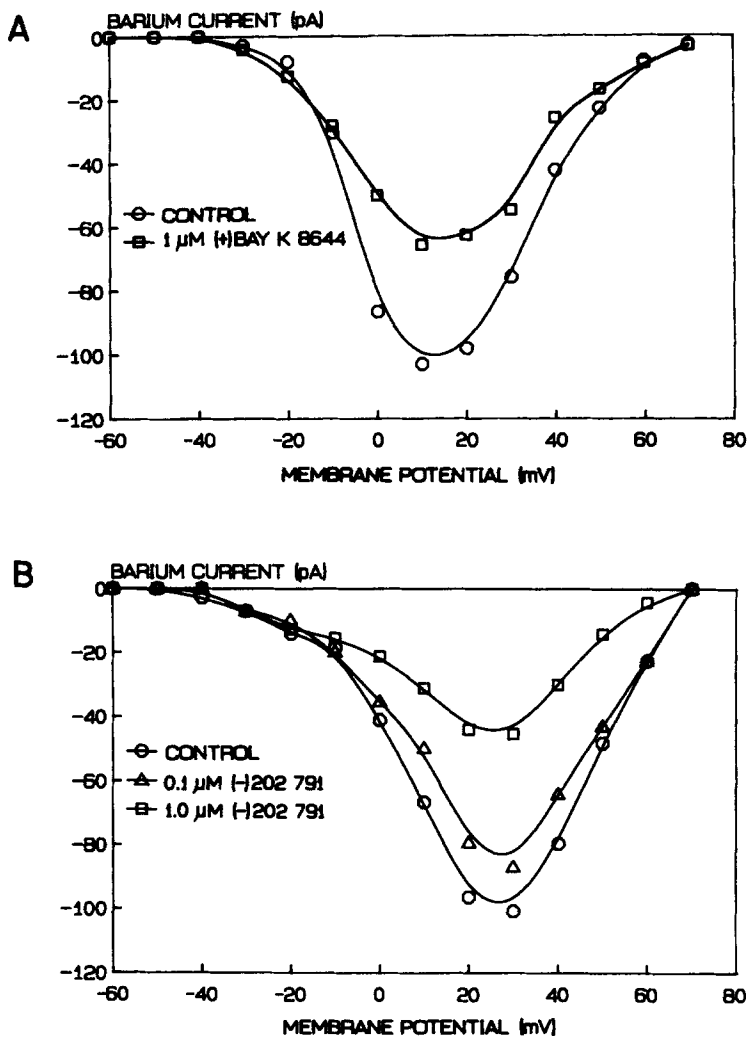 A
BARIUM CURRENT (pA)
0
-20
-40
-60
-80
-100
-120
CONTROL
1 µM (+)BAY K 8644
-60 -40 -20 0 20 40 60 80
MEMBRANE POTENTIAL (mV)
B
BARIUM CURRENT (pA)
0
-20
-40
-60
-80
-100
-120
CONTROL
0.1 µM (-)202 791
1.0 µM (-)202 791
-60 -40 -20 0 20 40 60 80
MEMBRANE POTENTIAL (mV)